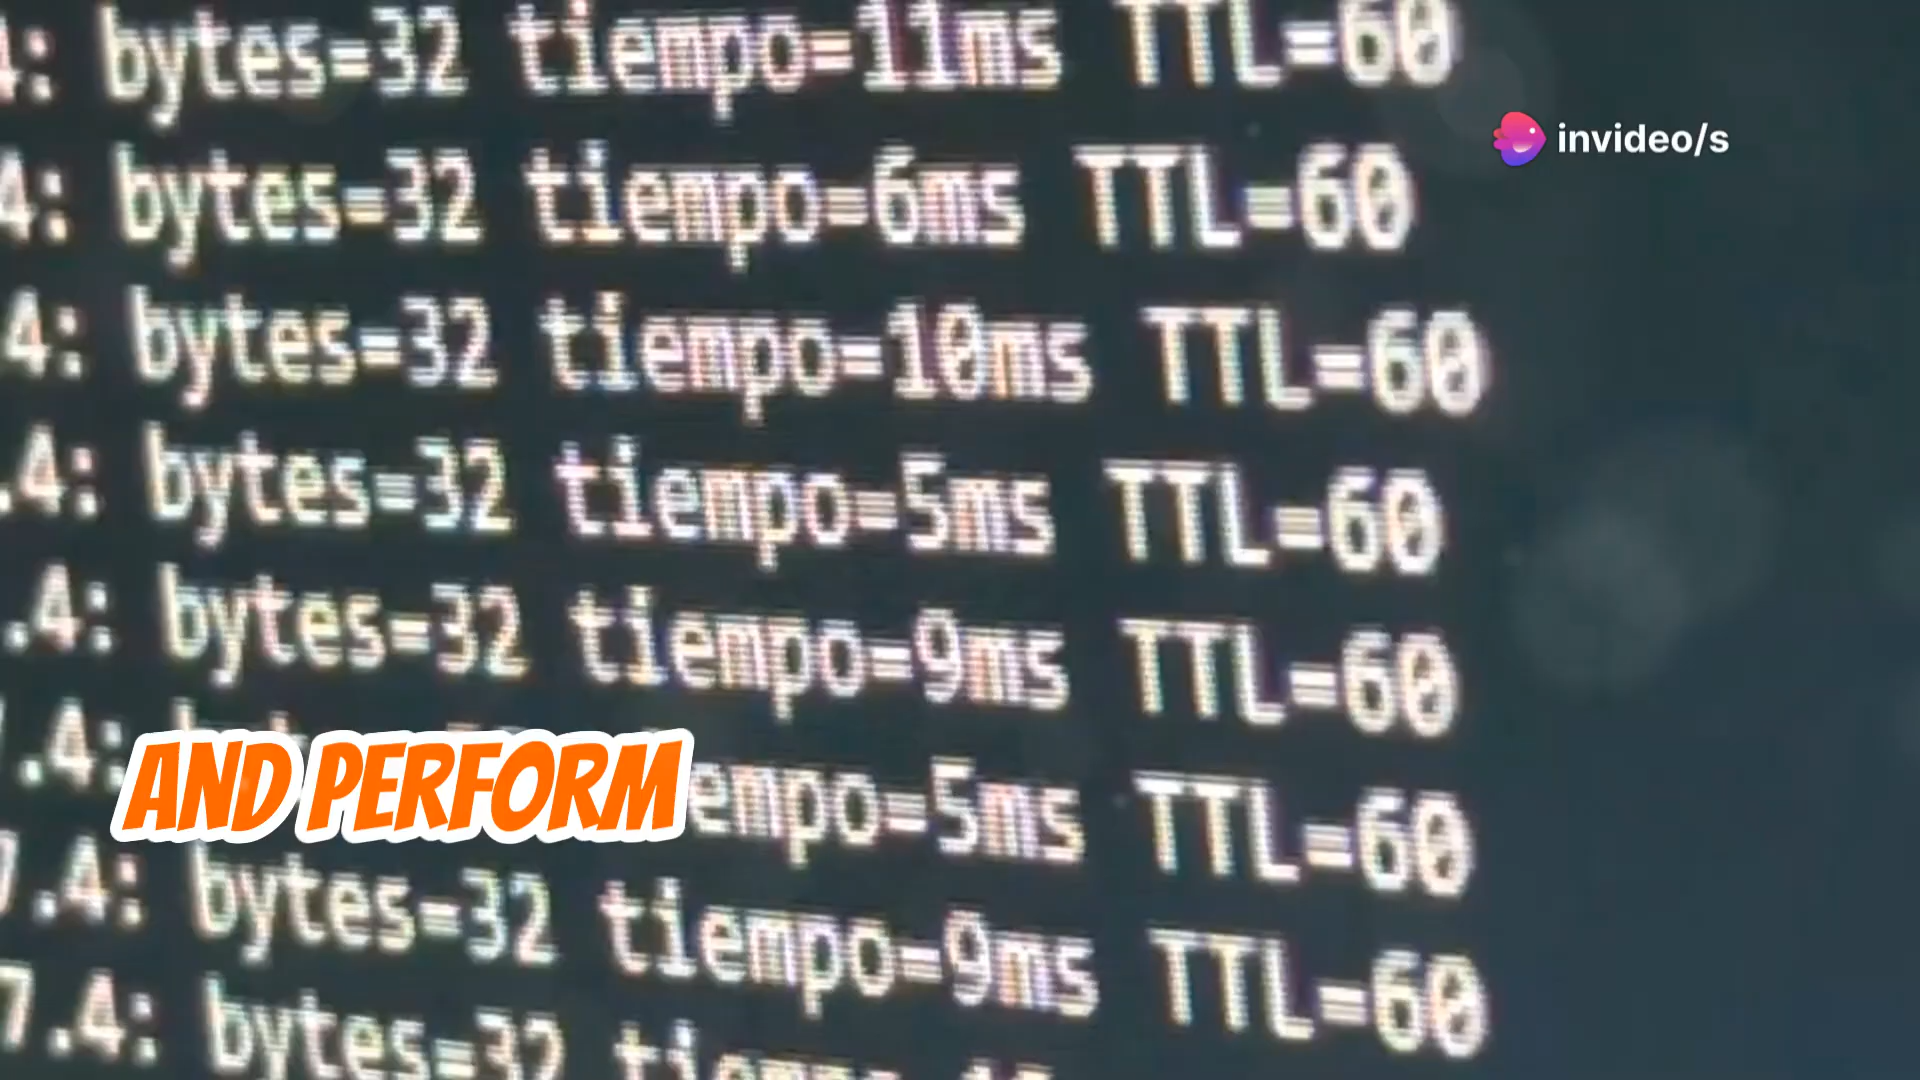 4: bytes=32 tiempo=11ms TTL=60
invideo/s
4: bytes=32 tiempo=6ms TTL=60
4: bytes=32 tiempo=10ms TTL=60
.4: bytes=32 tiempo=5ms TTL=60
.4: bytes=32 tiempo=9ms TTL=60
.4: empo=5ms TTL=60
AND PERFORM
7.4: bytes=32 tiempo=9ms TTL=60
7.4: bytes=32